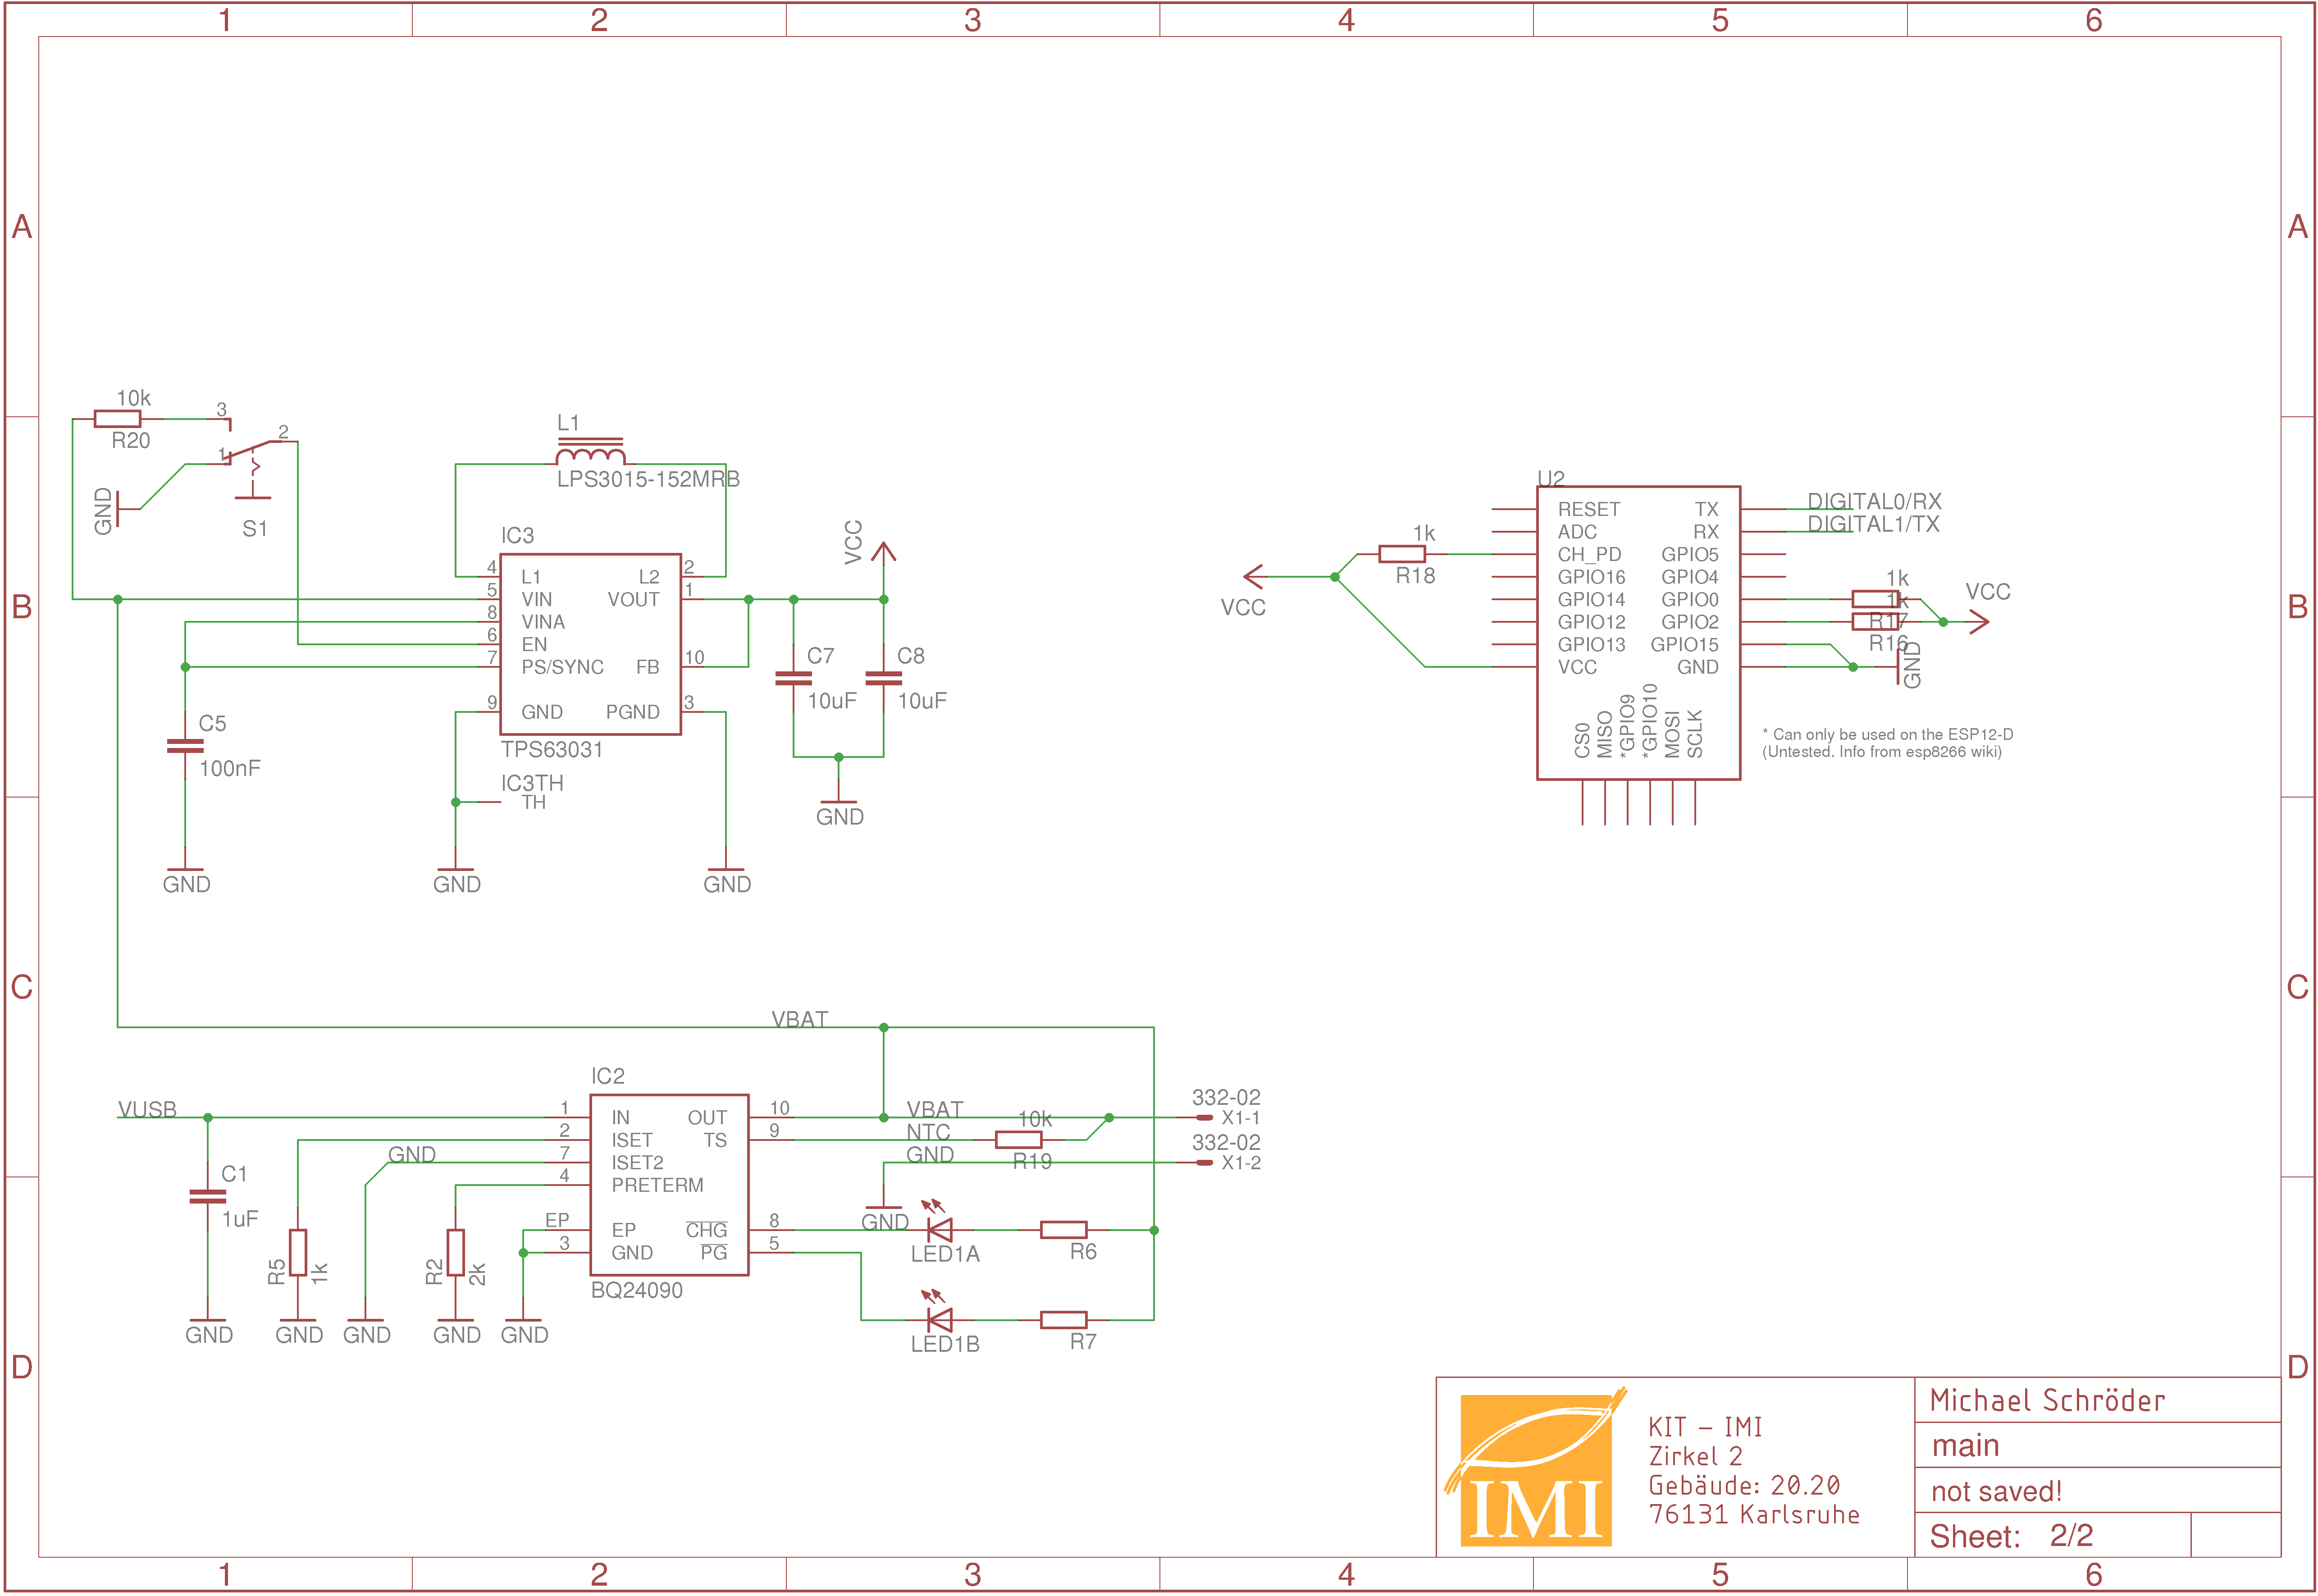 1 2 3 4 5 6
A A
B B
C C
D D
10k
R20
3
2
1
GND
S1
L1
LPS3015-152MRB
IC3
4 L1 L2 2
5 VIN VOUT 1
8 VINA
6 EN
7 PS/SYNC FB 10
9 GND PGND 3
TPS63031
IC3TH
TH
VCC
C7
10uF
C8
10uF
GND
C5
100nF
GND
GND
GND
VCC
1k
R18
U2
RESET TX
ADC RX
CH_PD GPIO5
GPIO16 GPIO4
GPIO14 GPIO0
GPIO12 GPIO2
GPIO13 GPIO15
VCC GND
CS0
MISO
*GPIO9
*GPIO10
MOSI
SCLK
DIGITAL0/RX
DIGITAL1/TX
1k
1k
R17
R16
VCC
GND
* Can only be used on the ESP12-D
(Untested. Info from esp8266 wiki)
VBAT
IC2
VUSB
1 IN OUT 10
2 ISET TS 9
7 ISET2
4 PRETERM
EP EP CHG 8
3 GND PG 5
BQ24090
GND
VBAT
NTC
GND
10k
R19
332-02
X1-1
332-02
X1-2
GND
C1
1uF
R5
1k
R2
2k
LED1A
R6
LED1B
R7
GND GND GND GND GND
IMI
KIT – IMI
Zirkel 2
Gebäude: 20.20
76131 Karlsruhe
Michael Schröder
main
not saved!
Sheet: 2/2
1 2 3 4 5 6